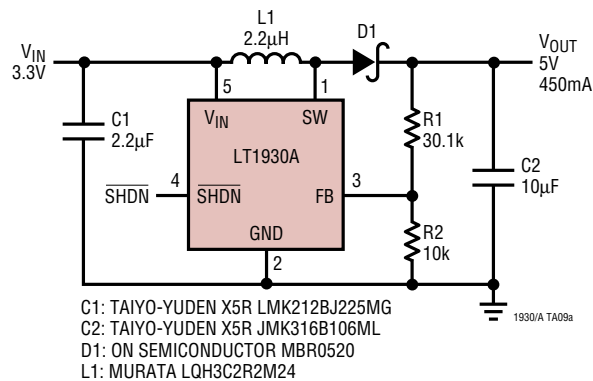 L1
2.2μH
D1
VIN
3.3V
VOUT
5V
450mA
5
1
C1
2.2μF
VIN
SW
R1
30.1k
LT1930A
C2
10μF
SHDN
4
SHDN
FB
3
GND
R2
10k
2
C1: TAIYO-YUDEN X5R LMK212BJ225MG
C2: TAIYO-YUDEN X5R JMK316B106ML
D1: ON SEMICONDUCTOR MBR0520
L1: MURATA LQH3C2R2M24
1930/A TA09a